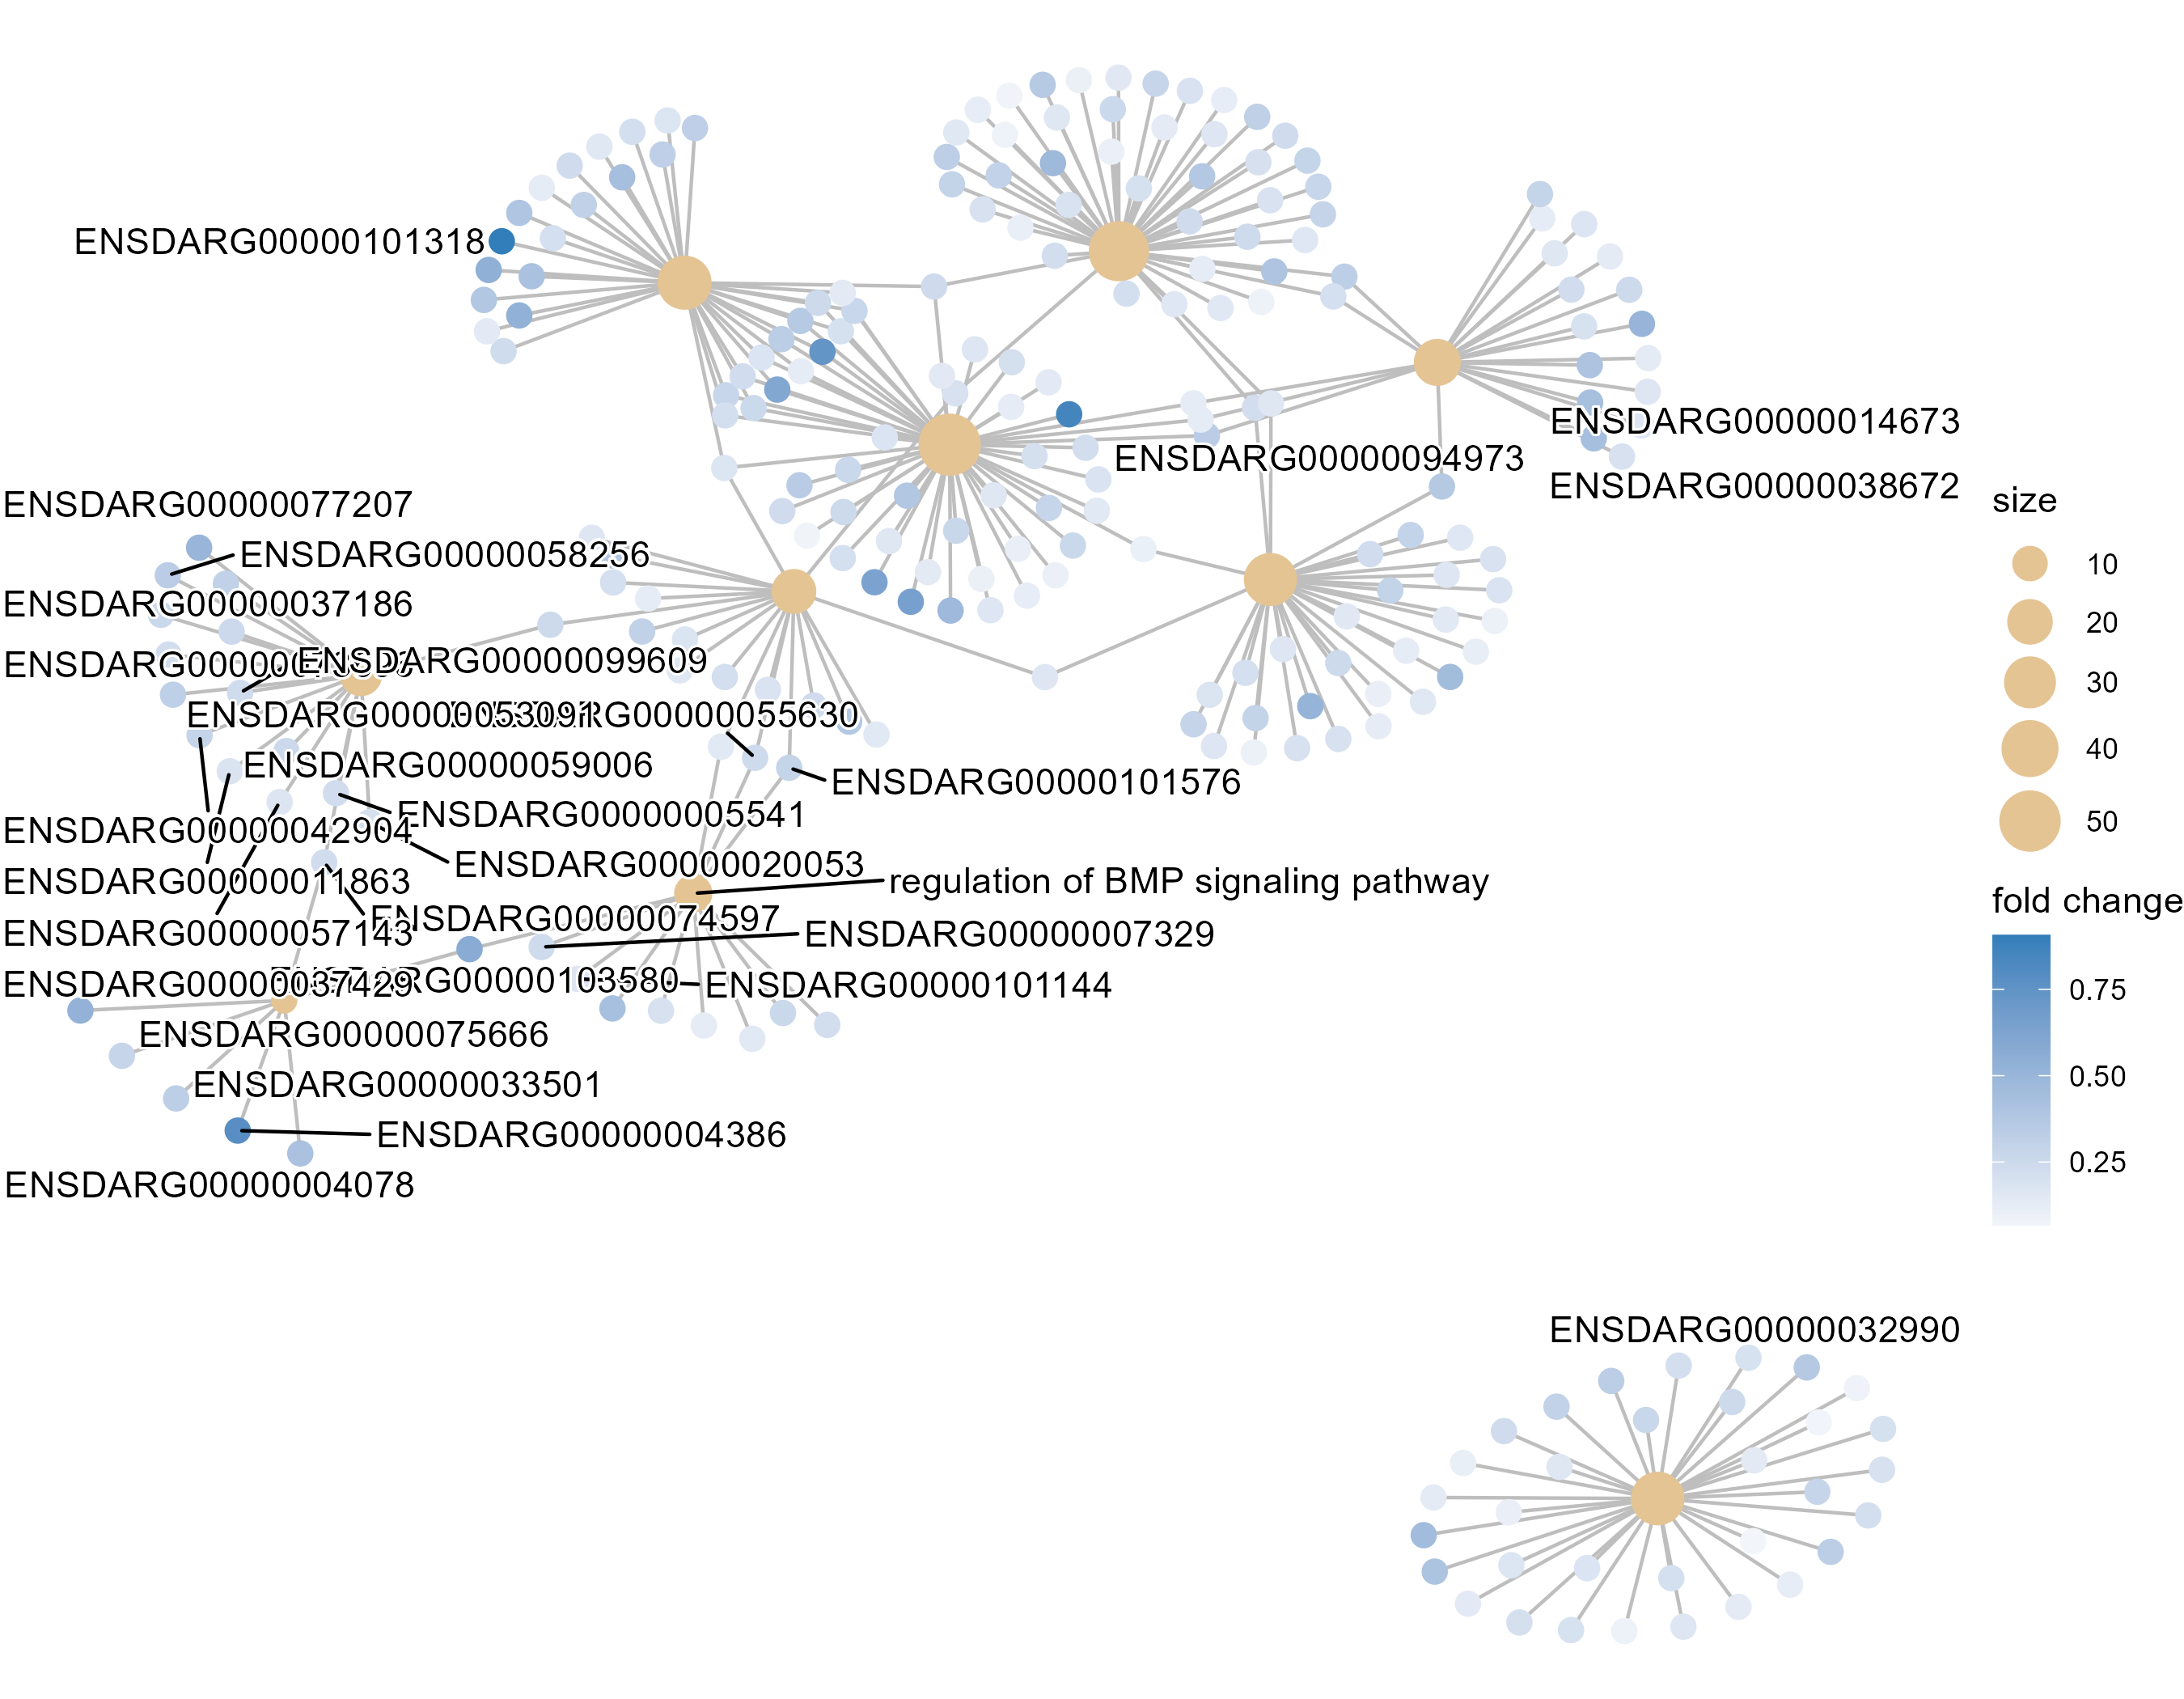 ENSDARG00000101318
ENSDARG00000014673
ENSDARG00000094973
ENSDARG00000038672
ENSDARG00000077207
ENSDARG00000058256
ENSDARG00000037186
ENSDARG00000099609
ENSDARG00000055630
ENSDARG00000059006
ENSDARG00000101576
ENSDARG00000005541
ENSDARG00000042904
ENSDARG00000020053
ENSDARG00000011863
regulation of BMP signaling pathway
ENSDARG00000074597
ENSDARG00000057143
ENSDARG00000007329
ENSDARG00000037429
ENSDARG00000103580
ENSDARG00000101144
ENSDARG00000075666
ENSDARG00000033501
ENSDARG00000004386
ENSDARG00000004078
ENSDARG00000032990
size
10
20
30
40
50
fold change
0.75
0.50
0.25